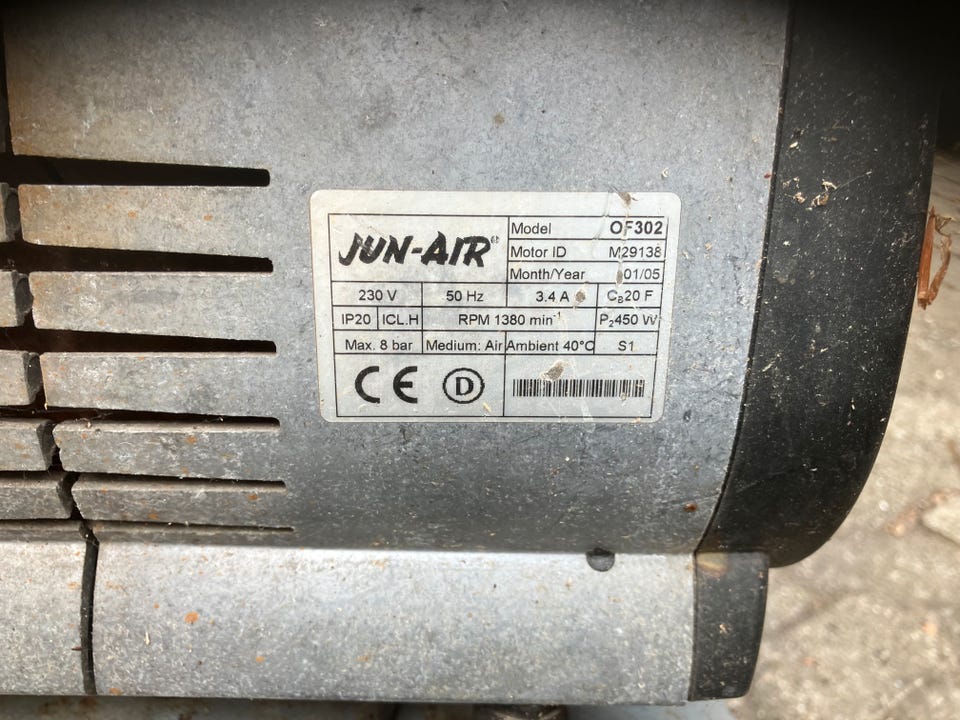 JUN-AIR®
Model OF302
Motor ID M29138
Month/Year 01/05
230 V 50 Hz 3.4 A CB20 F
IP20 ICL.H RPM 1380 min⁻¹ P₂450 W
Max. 8 bar Medium: Air Ambient 40°C S1
CE D